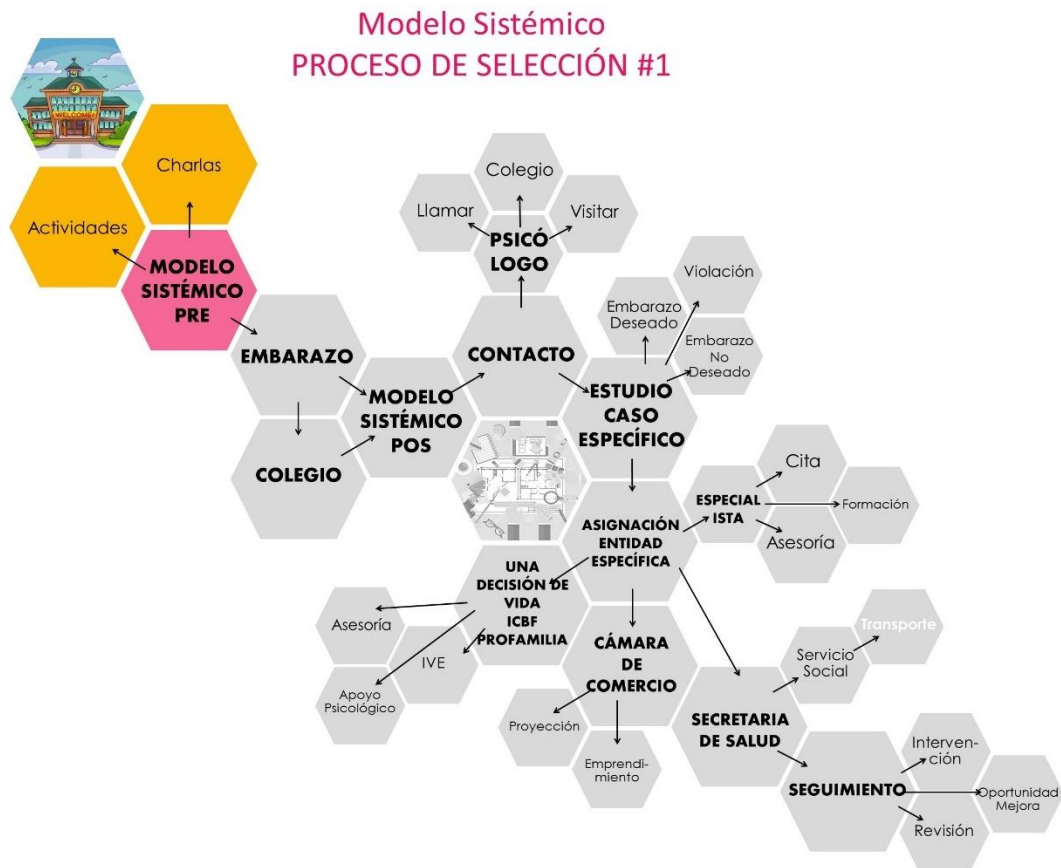 Modelo Sistémico
PROCESO DE SELECCIÓN #1
WELCOME!
Charlas
Actividades
MODELO
SISTÉMICO
PRE
EMBARAZO
COLEGIO
MODELO
SISTÉMICO
POS
CONTACTO
PSICÓ
LOGO
Llamar
Colegio
Visitar
ESTUDIO
CASO
ESPECÍFICO
Embarazo
Deseado
Violación
Embarazo
No
Deseado
ASIGNACIÓN
ENTIDAD
ESPECÍFICA
ESPECIAL
ISTA
Cita
Formación
Asesoría
UNA
DECISIÓN DE
VIDA
ICBF
PROFAMILIA
Asesoría
IVE
Apoyo
Psicológico
CÁMARA
DE
COMERCIO
Proyección
Emprendi-
miento
SECRETARIA
DE SALUD
Servicio
Social
Transporte
SEGUIMIENTO
Interven-
ción
Oportunidad
Mejora
Revisión